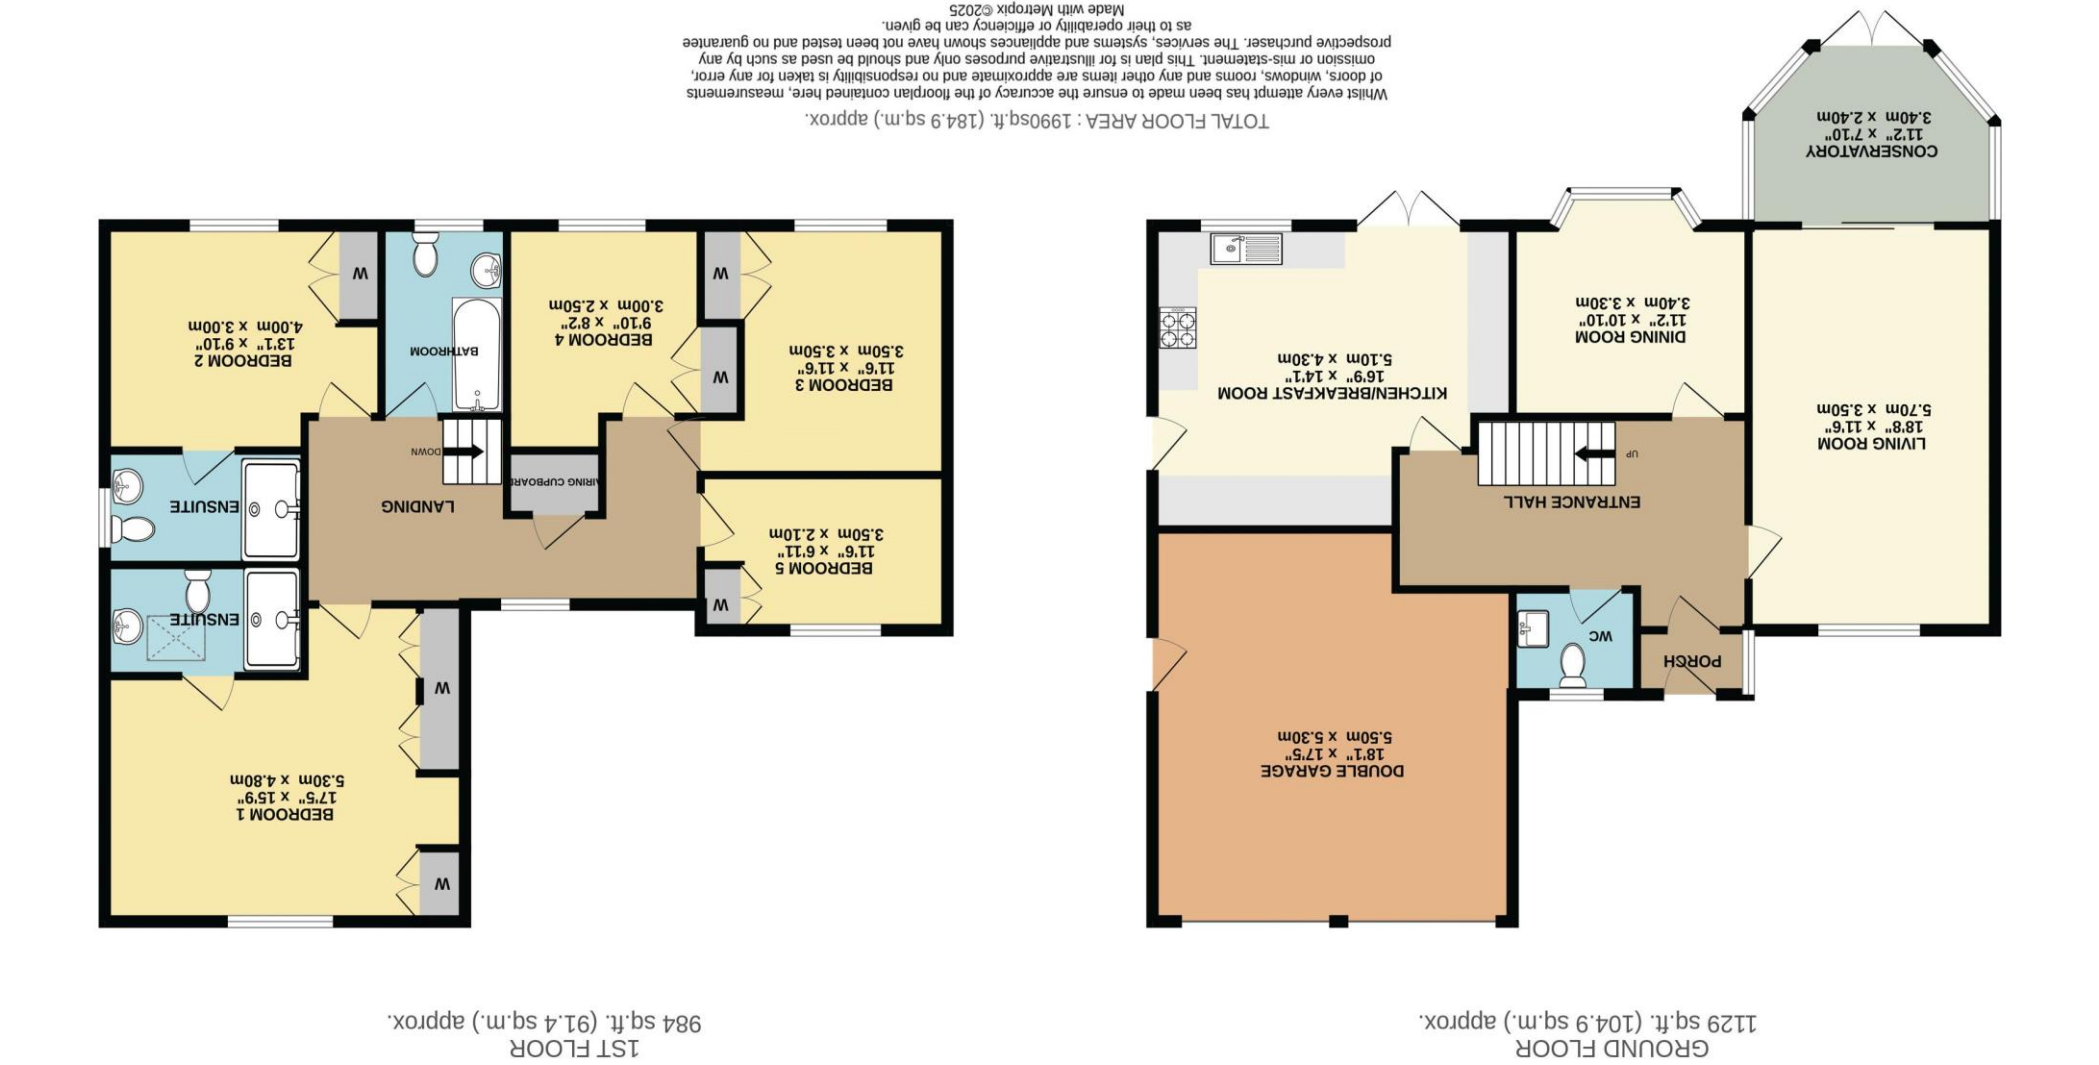 GROUND FLOOR
1129 sq.ft. (104.9 sq.m.) approx.
DOUBLE GARAGE
18'1" x 17'5"
5.50m x 5.30m
PORCH
WC
ENTRANCE HALL
UP
LIVING ROOM
18'8" x 11'6"
5.70m x 3.50m
KITCHEN/BREAKFAST ROOM
16'9" x 14'1"
5.10m x 4.30m
DINING ROOM
11'2" x 10'10"
3.40m x 3.30m
CONSERVATORY
11'2" x 7'10"
3.40m x 2.40m
1ST FLOOR
984 sq.ft. (91.4 sq.m.) approx.
W
BEDROOM 1
17'5" x 15'9"
5.30m x 4.80m
W
ENSUITE
W
BEDROOM 5
11'6" x 6'11"
3.50m x 2.10m
ENSUITE
LANDING
AIRING CUPBOARD
DOWN
BEDROOM 3
11'6" x 11'6"
3.50m x 3.50m
W
W
BEDROOM 4
9'10" x 8'2"
3.00m x 2.50m
BATHROOM
BEDROOM 2
13'1" x 9'10"
4.00m x 3.00m
W
TOTAL FLOOR AREA : 1990sq.ft. (184.9 sq.m.) approx.
Whilst every attempt has been made to ensure the accuracy of the floorplan contained here, measurements
of doors, windows, rooms and any other items are approximate and no responsibility is taken for any error,
omission or mis-statement. This plan is for illustrative purposes only and should be used as such by any
prospective purchaser. The services, systems and appliances shown have not been tested and no guarantee
as to their operability or efficiency can be given.
Made with Metropix ©2025